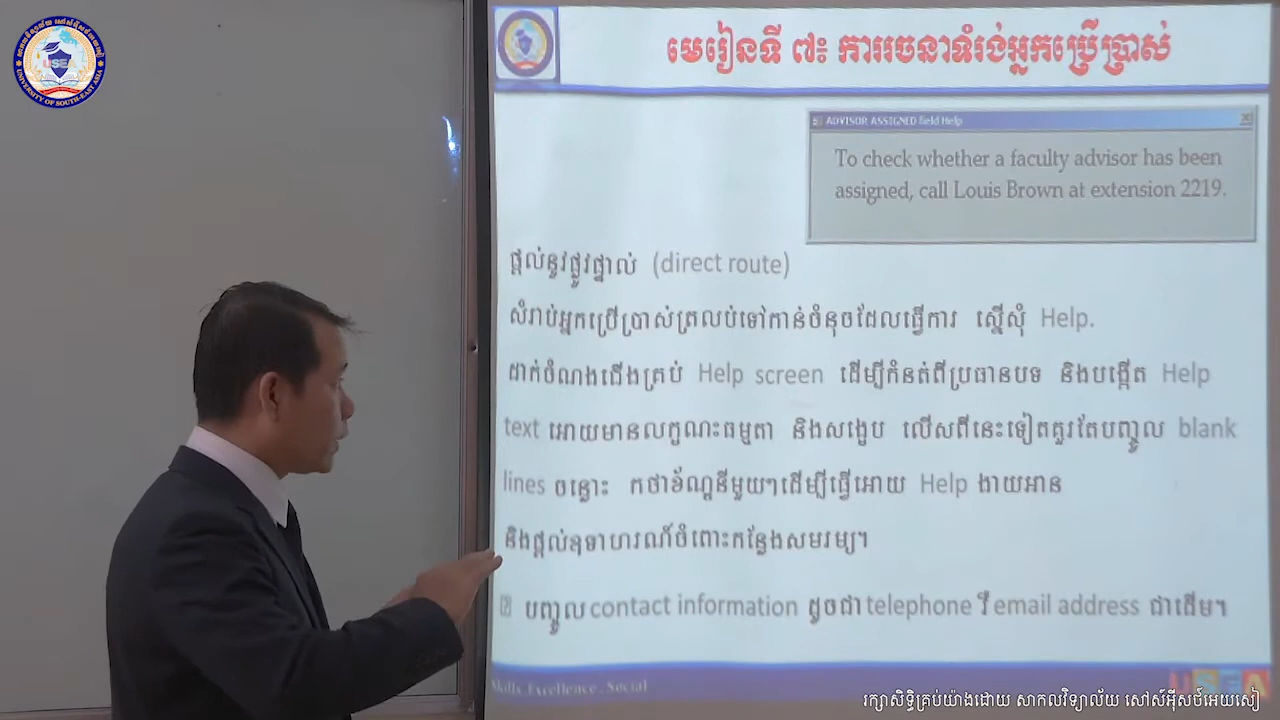 USEA
UNIVERSITY OF SOUTH-EAST ASIA
មេរៀនទី ៧៖ ការរចនាទំរង់អ្នកប្រើប្រាស់
ADVISOR ASSIGNED field Help
To check whether a faculty advisor has been
assigned, call Louis Brown at extension 2219.
ផ្តល់នូវផ្លូវផ្ទាល់ (direct route)
សំរាប់អ្នកប្រើប្រាស់ត្រលប់ទៅកាន់ចំនុចដែលធ្វើការ ស្នើសុំ Help.
ដាក់ចំណងជើងគ្រប់ Help screen ដើម្បីកំនត់ពីប្រធានបទ និងបង្កើត Help
text អោយមានលក្ខណះធម្មតា និងសង្ខេប លើសពីនេះទៀតគួរតែបញ្ចូល blank
lines ចន្លោះ កថាខ័ណ្ឌនីមួយៗដើម្បីធ្វើអោយ Help ងាយអាន
និងផ្តល់ឧទាហរណ៍ចំពោះកន្លែងសមរម្យ។
បញ្ចូល contact information ដូចជា telephone រឺ email address ជាដើម។
Skills. Excellence. Social
USEA
រក្សាសិទ្ធិគ្រប់យ៉ាងដោយ សាកលវិទ្យាល័យ សៅស៍អ៊ីសថ៍អេយសៀ